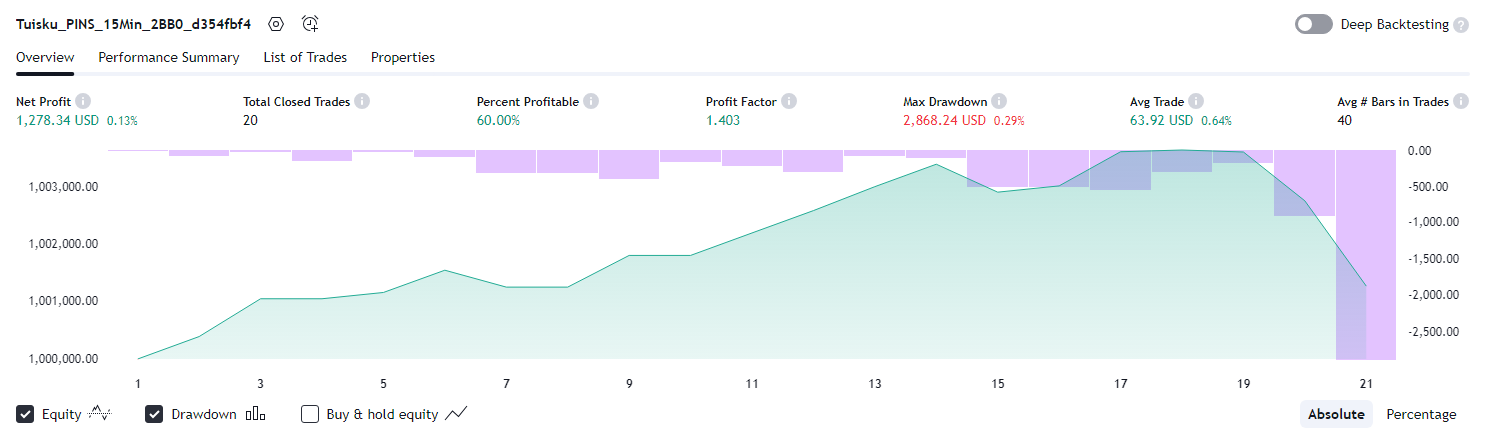 Tuisku_PINS_15Min_2BB0_d354fbf4 Deep Backtesting ?
Overview Performance Summary List of Trades Properties
Net Profit i Total Closed Trades i Percent Profitable i Profit Factor i Max Drawdown i Avg Trade i Avg # Bars in Trades i
1,278.34 USD 0.13% 20 60.00% 1.403 2,868.24 USD 0.29% 63.92 USD 0.64% 40
0.00
1,003,000.00 -500.00
-1,000.00
1,002,000.00 -1,500.00
1,001,000.00 -2,000.00
-2,500.00
1,000,000.00
1 3 5 7 9 11 13 15 17 19 21
Equity Drawdown Buy & hold equity Absolute Percentage